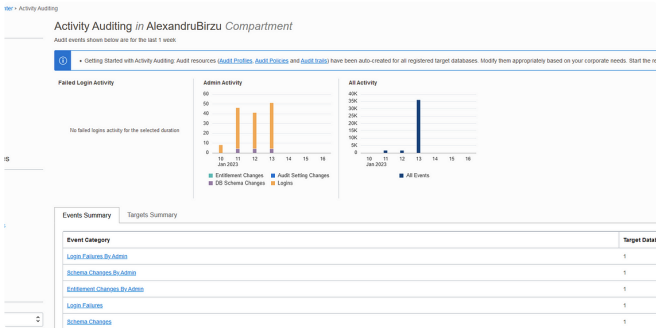 nter › Activity Auditing
Activity Auditing in AlexandruBirzu Compartment
Audit events shown below are for the last 1 week
• Getting Started with Activity Auditing: Audit resources (Audit Profiles, Audit Policies and Audit trails) have been auto-created for all registered target databases. Modify them appropriately based on your corporate needs. Start the re
Failed Login Activity
No failed logins activity for the selected duration
Admin Activity
60
50
40
30
20
10
0
10 11 12 13 14 15 16
Jan 2023
Entitlement Changes Audit Setting Changes
DB Schema Changes Logins
All Activity
40K
35K
30K
25K
20K
15K
10K
5K
0
10 11 12 13 14 15 16
Jan 2023
All Events
Events Summary Targets Summary
Event Category Target Datal
Login Failures By Admin 1
Schema Changes By Admin 1
Entitlement Changes By Admin 1
Login Failures 1
Schema Changes 1